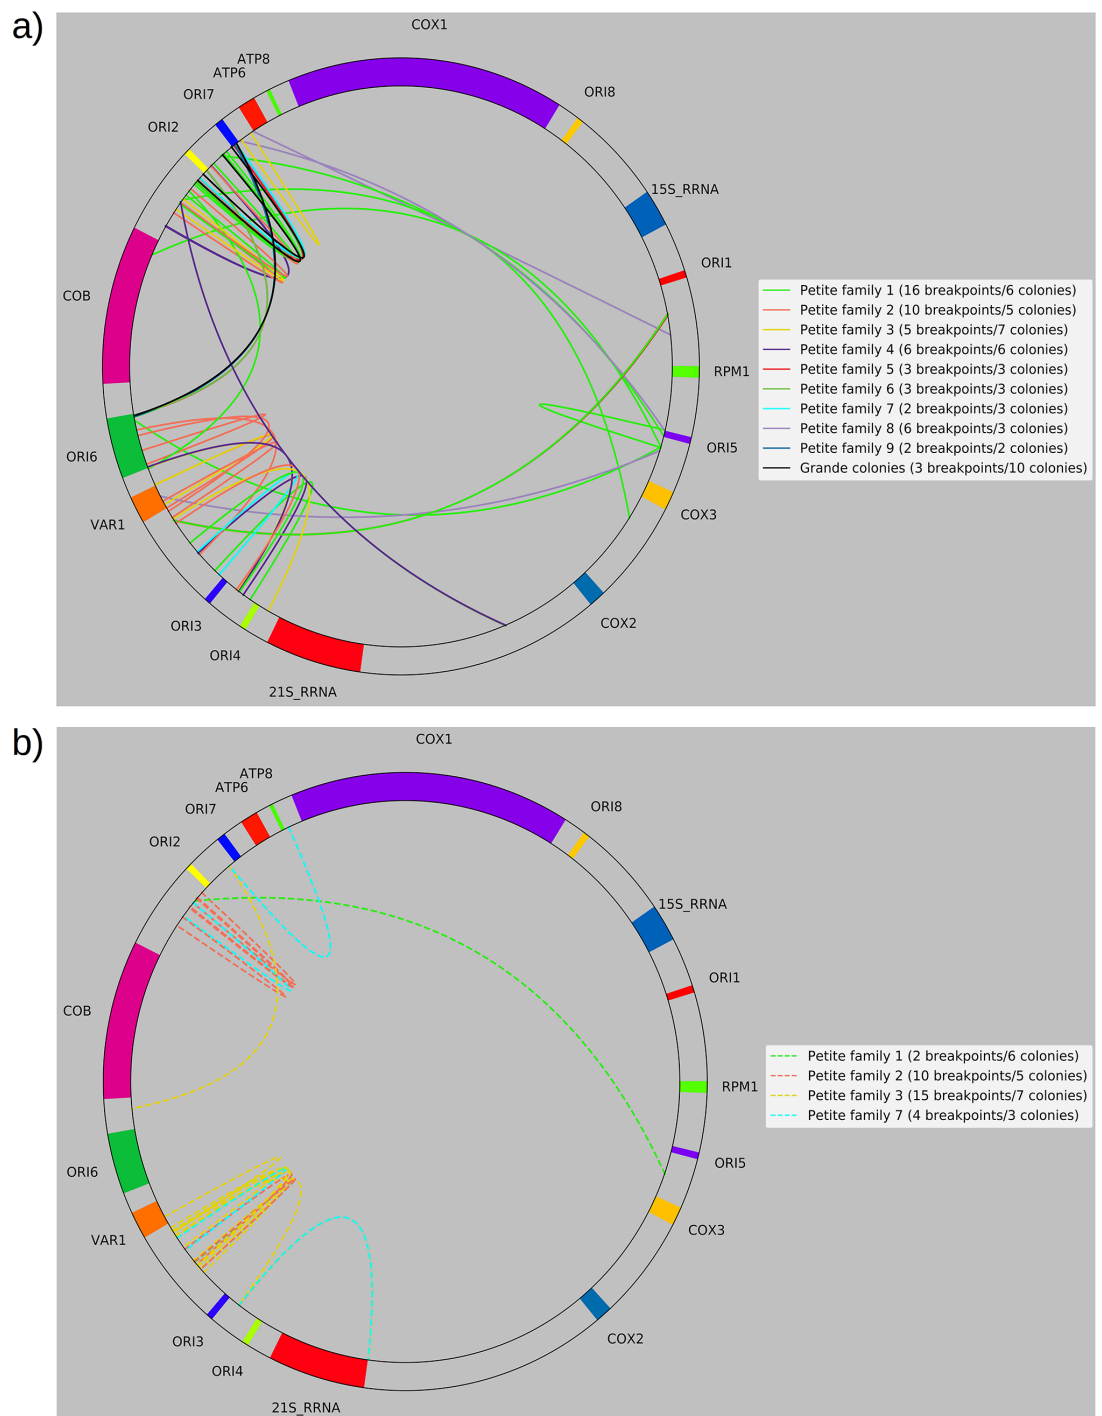 a)
COX1
ATP8
ATP6
ORI7
ORI2
COB
ORI6
VAR1
ORI3
ORI4
21S_RRNA
ORI8
15S_RRNA
ORI1
RPM1
ORI5
COX3
COX2
Petite family 1 (16 breakpoints/6 colonies)
Petite family 2 (10 breakpoints/5 colonies)
Petite family 3 (5 breakpoints/7 colonies)
Petite family 4 (6 breakpoints/6 colonies)
Petite family 5 (3 breakpoints/3 colonies)
Petite family 6 (3 breakpoints/3 colonies)
Petite family 7 (2 breakpoints/3 colonies)
Petite family 8 (6 breakpoints/3 colonies)
Petite family 9 (2 breakpoints/2 colonies)
Grande colonies (3 breakpoints/10 colonies)
b)
COX1
ATP8
ATP6
ORI7
ORI2
COB
ORI6
VAR1
ORI3
ORI4
21S_RRNA
ORI8
15S_RRNA
ORI1
RPM1
ORI5
COX3
COX2
Petite family 1 (2 breakpoints/6 colonies)
Petite family 2 (10 breakpoints/5 colonies)
Petite family 3 (15 breakpoints/7 colonies)
Petite family 7 (4 breakpoints/3 colonies)